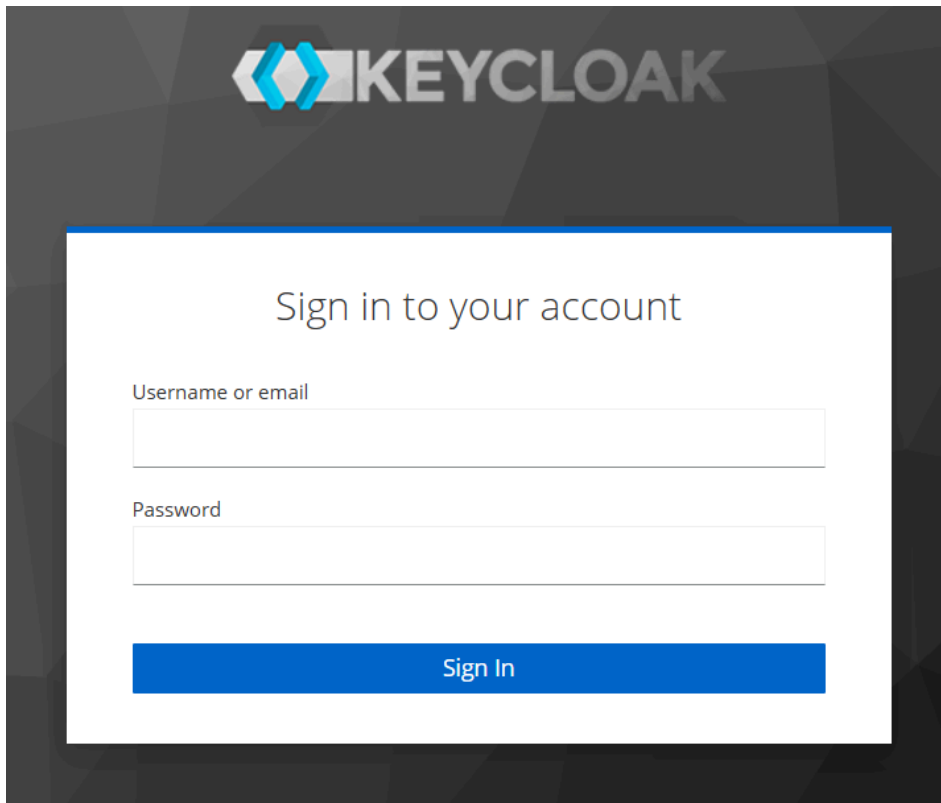 KEYCLOAK
Sign in to your account
Username or email
Password
Sign In